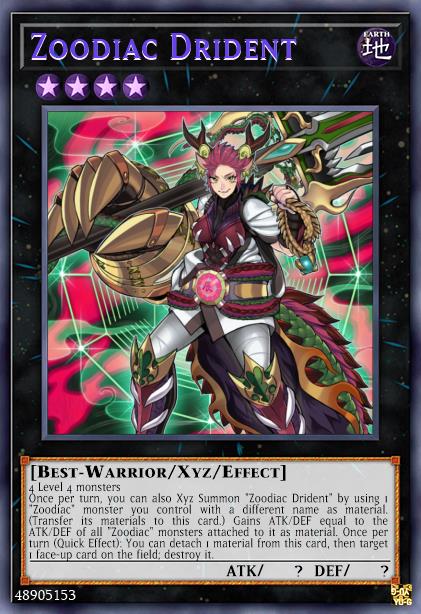 Zoodiac Drident
EARTH
地
[Best-Warrior/Xyz/Effect]
4 Level 4 monsters
Once per turn, you can also Xyz Summon "Zoodiac Drident" by using 1
"Zoodiac" monster you control with a different name as material.
(Transfer its materials to this card.) Gains ATK/DEF equal to the
ATK/DEF of all "Zoodiac" monsters attached to it as material. Once per
turn (Quick Effect): You can detach 1 material from this card, then target
1 face-up card on the field; destroy it.
ATK/ ? DEF/ ?
48905153